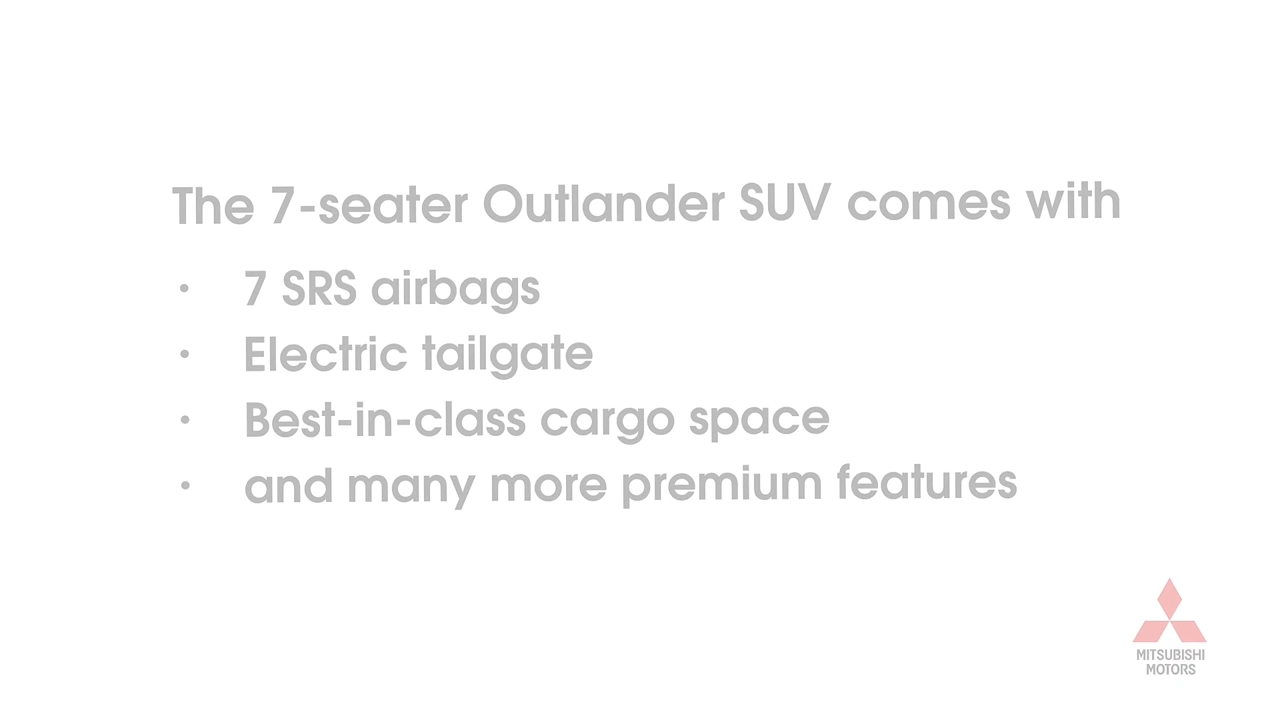 The 7-seater Outlander SUV comes with
• 7 SRS airbags
• Electric tailgate
• Best-in-class cargo space
• and many more premium features
MITSUBISHI
MOTORS